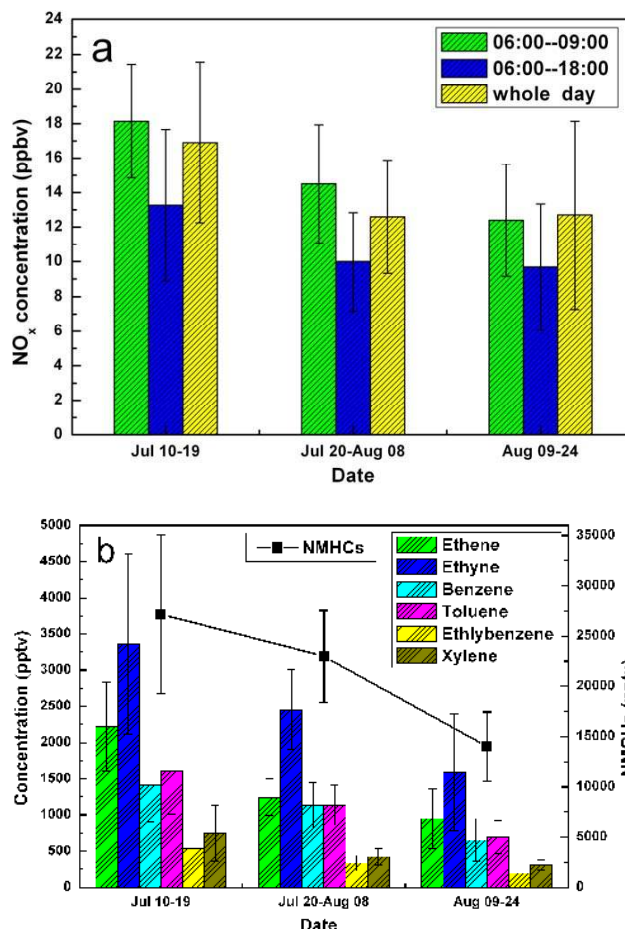 a
24
22
20
18
16
14
12
10
8
6
4
2
0
NOx concentration (ppbv)
06:00--09:00
06:00--18:00
whole day
Jul 10-19
Jul 20-Aug 08
Aug 09-24
Date
b
5000
4500
4000
3500
3000
2500
2000
1500
1000
500
0
Concentration (pptv)
NMHCs
Ethene
Ethyne
Benzene
Toluene
Ethlybenzene
Xylene
35000
30000
25000
20000
15000
10000
5000
0
Jul 10-19
Jul 20-Aug 08
Aug 09-24
Date